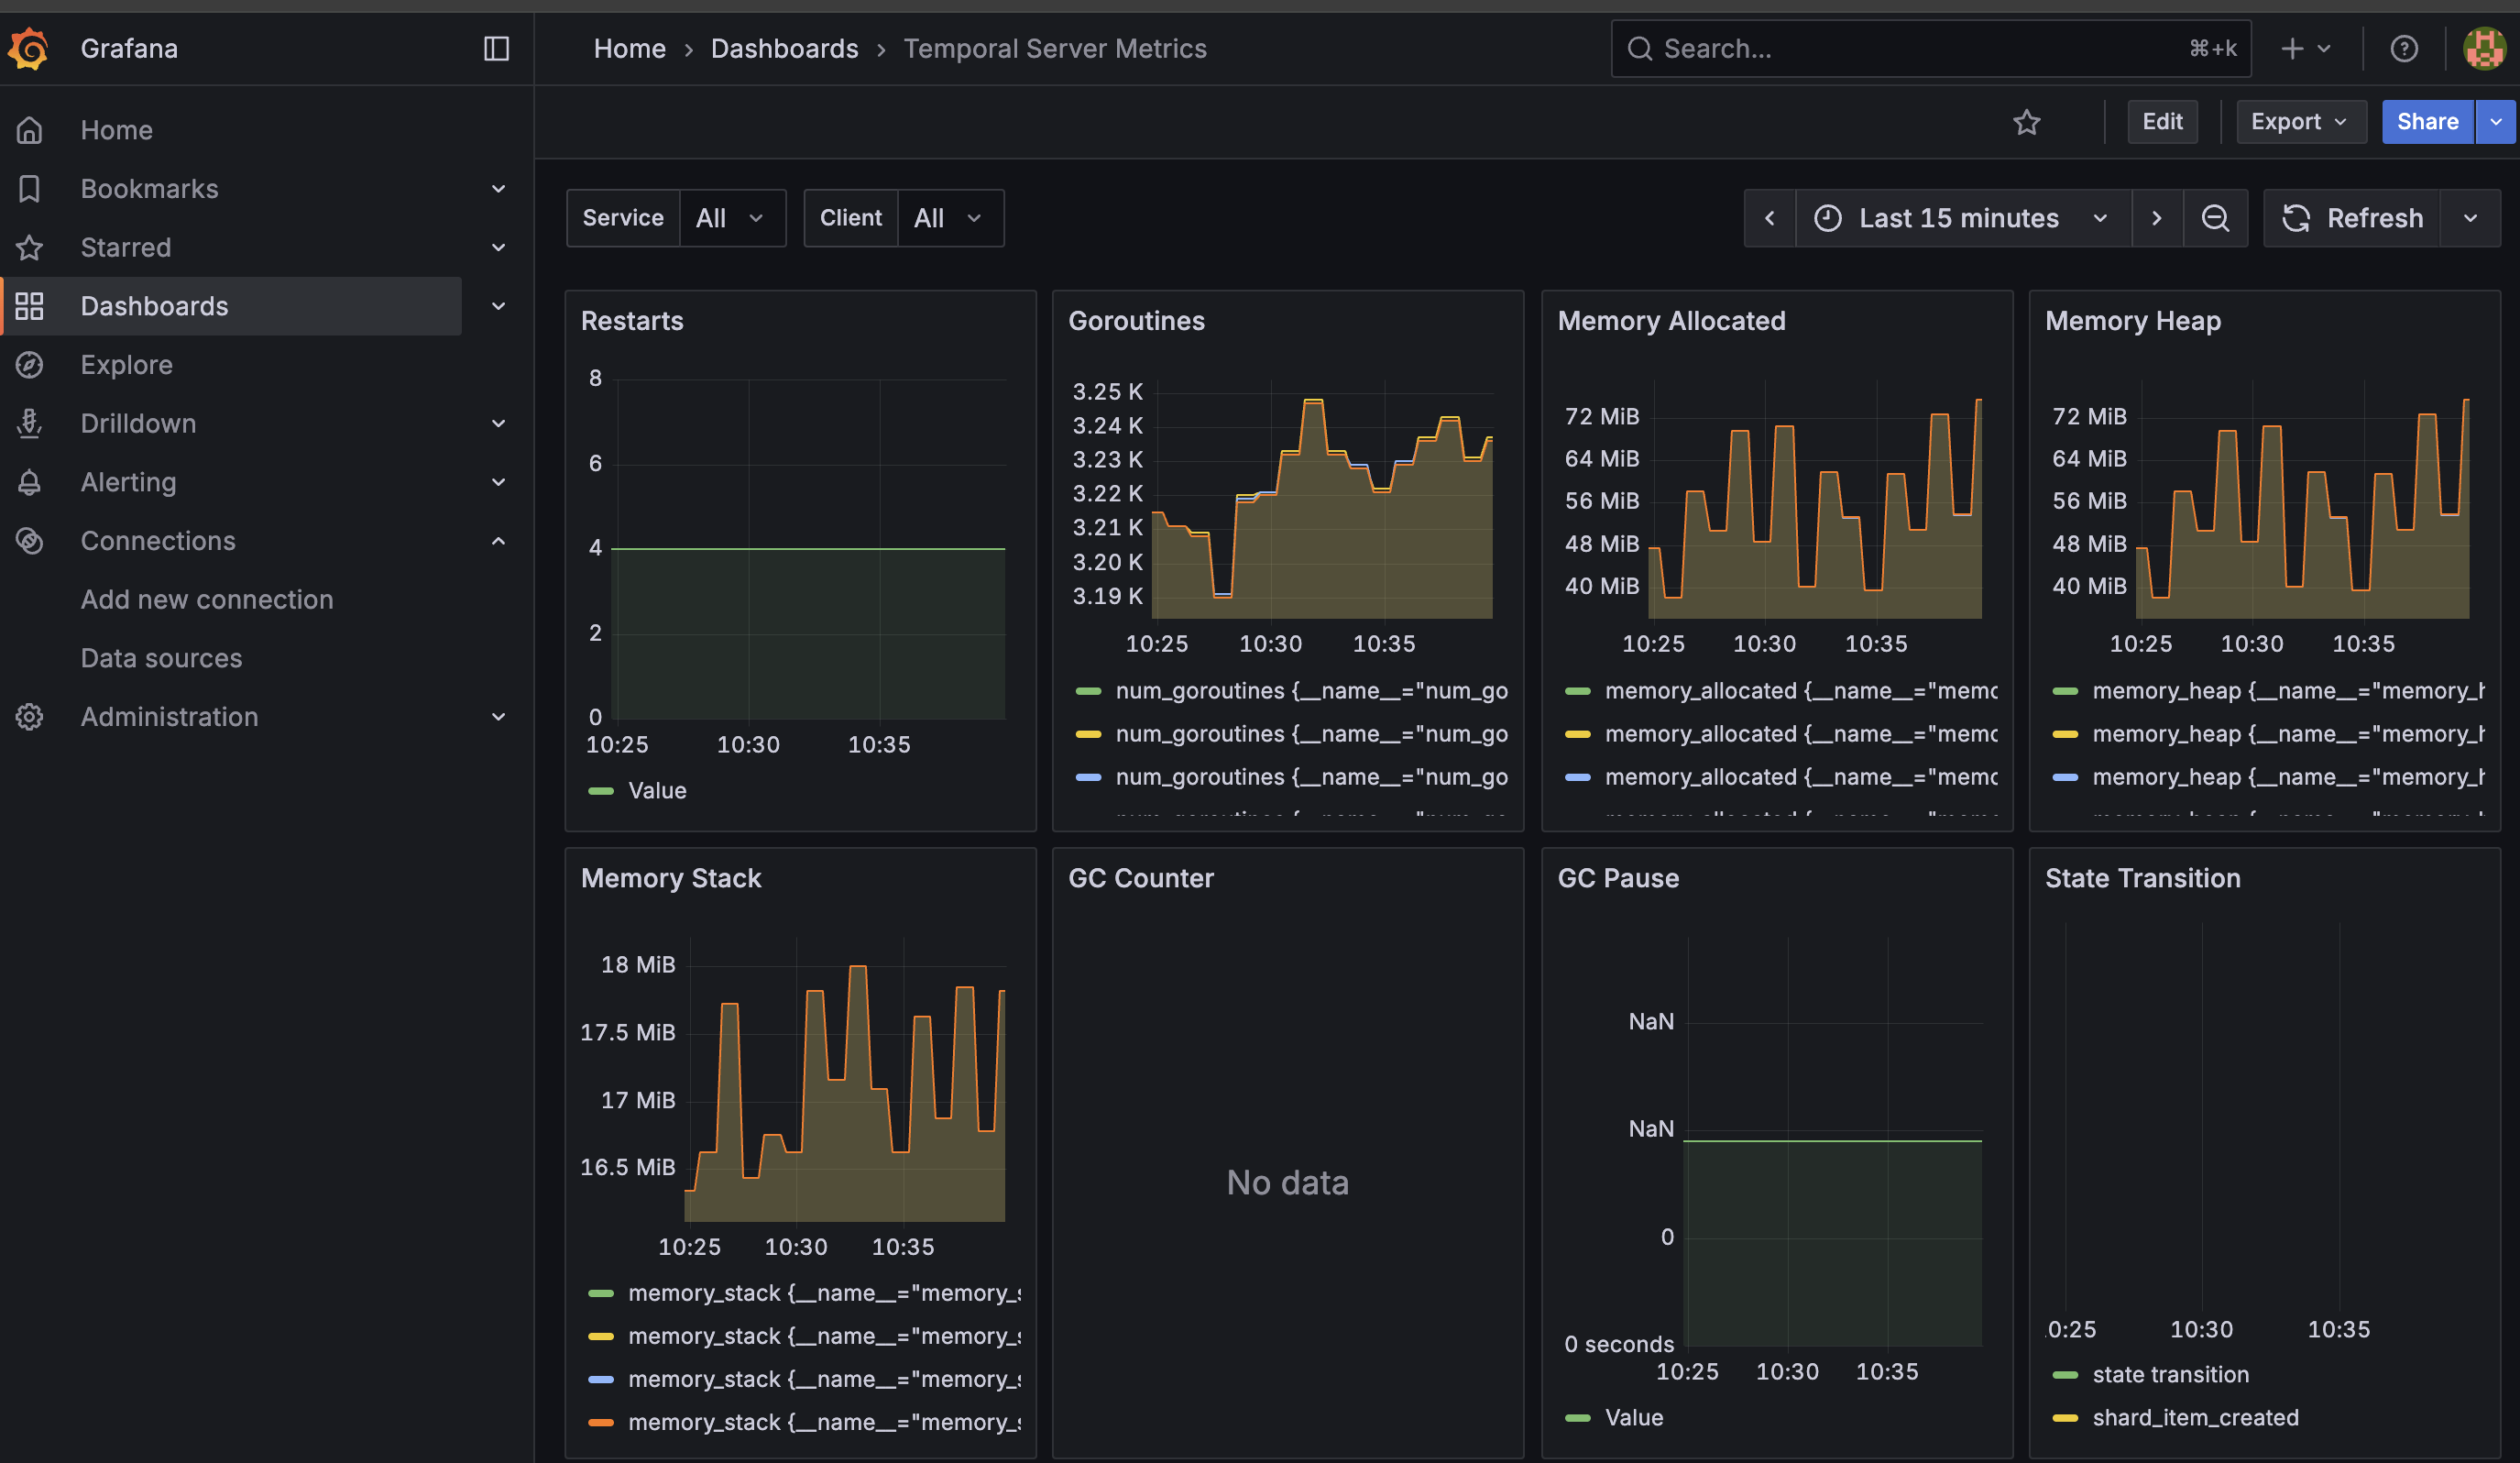 Grafana
Home › Dashboards › Temporal Server Metrics
Search...
⌘+k
Home
Bookmarks
Starred
Dashboards
Explore
Drilldown
Alerting
Connections
Add new connection
Data sources
Administration
Edit
Export
Share
Service
All
Client
All
Last 15 minutes
Refresh
Restarts
8
6
4
2
0
10:25
10:30
10:35
Value
Goroutines
3.25 K
3.24 K
3.23 K
3.22 K
3.21 K
3.20 K
3.19 K
10:25
10:30
10:35
num_goroutines {__name__="num_go
num_goroutines {__name__="num_go
num_goroutines {__name__="num_go
Memory Allocated
72 MiB
64 MiB
56 MiB
48 MiB
40 MiB
10:25
10:30
10:35
memory_allocated {__name__="memo
memory_allocated {__name__="memo
memory_allocated {__name__="memo
Memory Heap
72 MiB
64 MiB
56 MiB
48 MiB
40 MiB
10:25
10:30
10:35
memory_heap {__name__="memory_h
memory_heap {__name__="memory_h
memory_heap {__name__="memory_h
Memory Stack
18 MiB
17.5 MiB
17 MiB
16.5 MiB
10:25
10:30
10:35
memory_stack {__name__="memory_s
memory_stack {__name__="memory_s
memory_stack {__name__="memory_s
memory_stack {__name__="memory_s
GC Counter
No data
GC Pause
NaN
NaN
0
0 seconds
10:25
10:30
10:35
Value
State Transition
0:25
10:30
10:35
state transition
shard_item_created